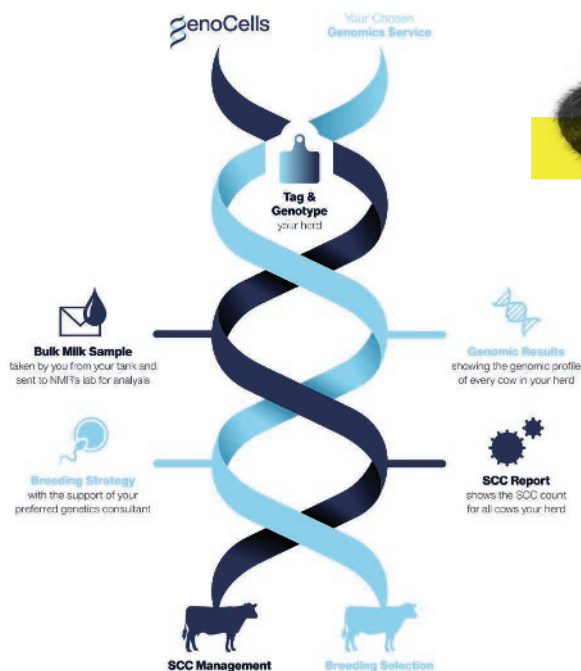 GenoCells
Your Chosen
Genomics Service
Tag &
Genotype
your herd
Bulk Milk Sample
taken by you from your tank and
sent to NMR's lab for analysis
Genomic Results
showing the genomic profile
of every cow in your herd
Breeding Strategy
with the support of your
preferred genetics consultant
SCC Report
shows the SCC count
for all cows your herd
SCC Management
Breeding Selection